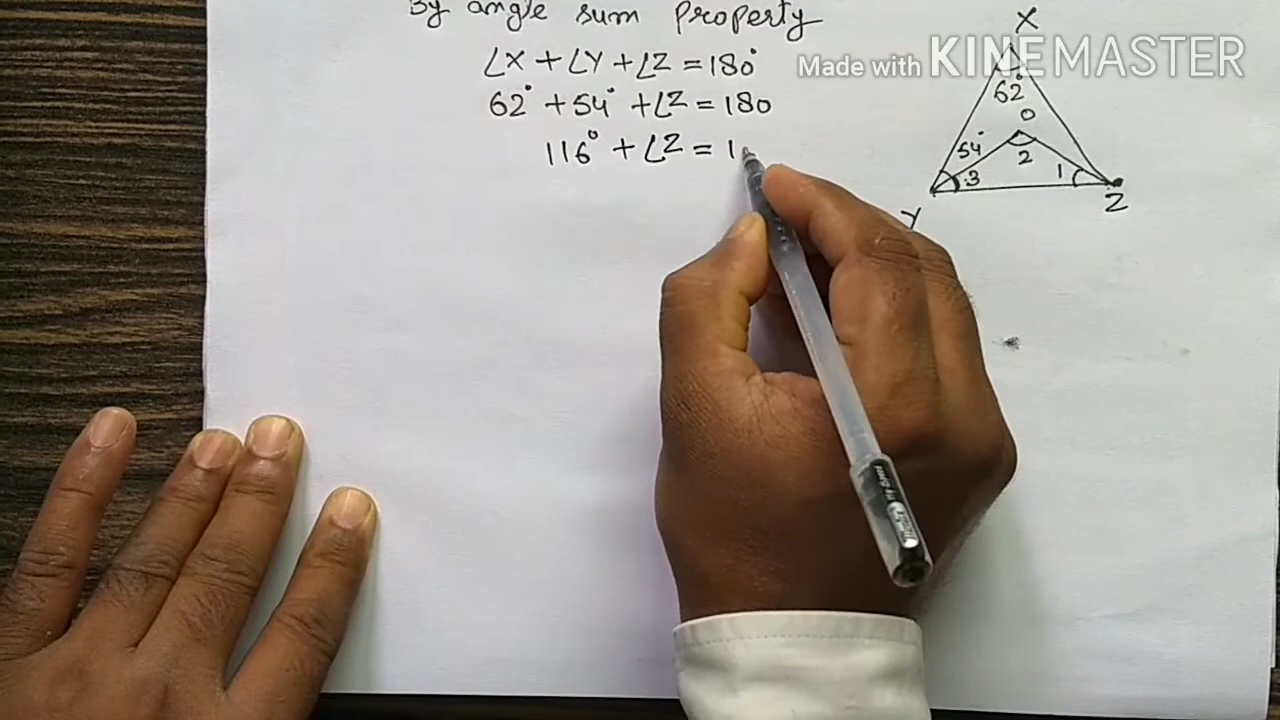 By angle sum property
∠X + ∠Y + ∠Z = 180°
62° + 54° + ∠Z = 180
116° + ∠Z = 1
Made with KINEMASTER
X
62°
O
54°
2
3
1
Y
Z